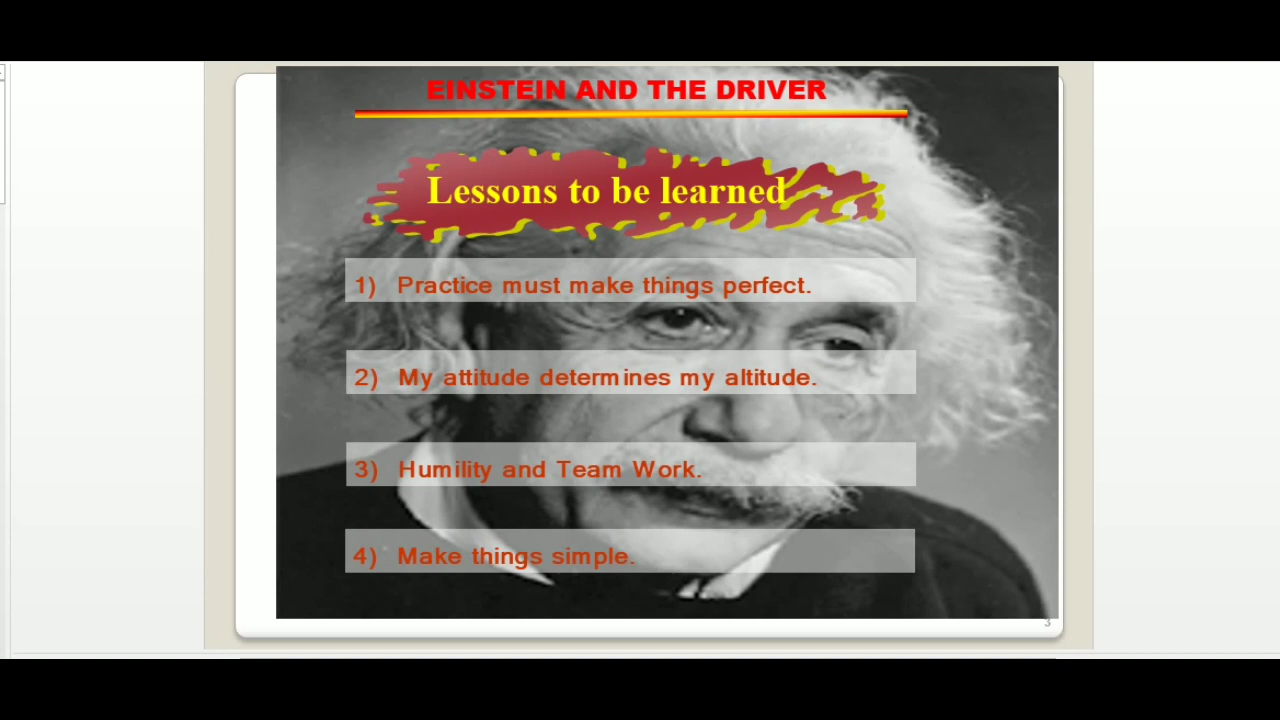 EINSTEIN AND THE DRIVER
Lessons to be learned
1) Practice must make things perfect.
2) My attitude determines my altitude.
3) Humility and Team Work.
4) Make things simple.
3